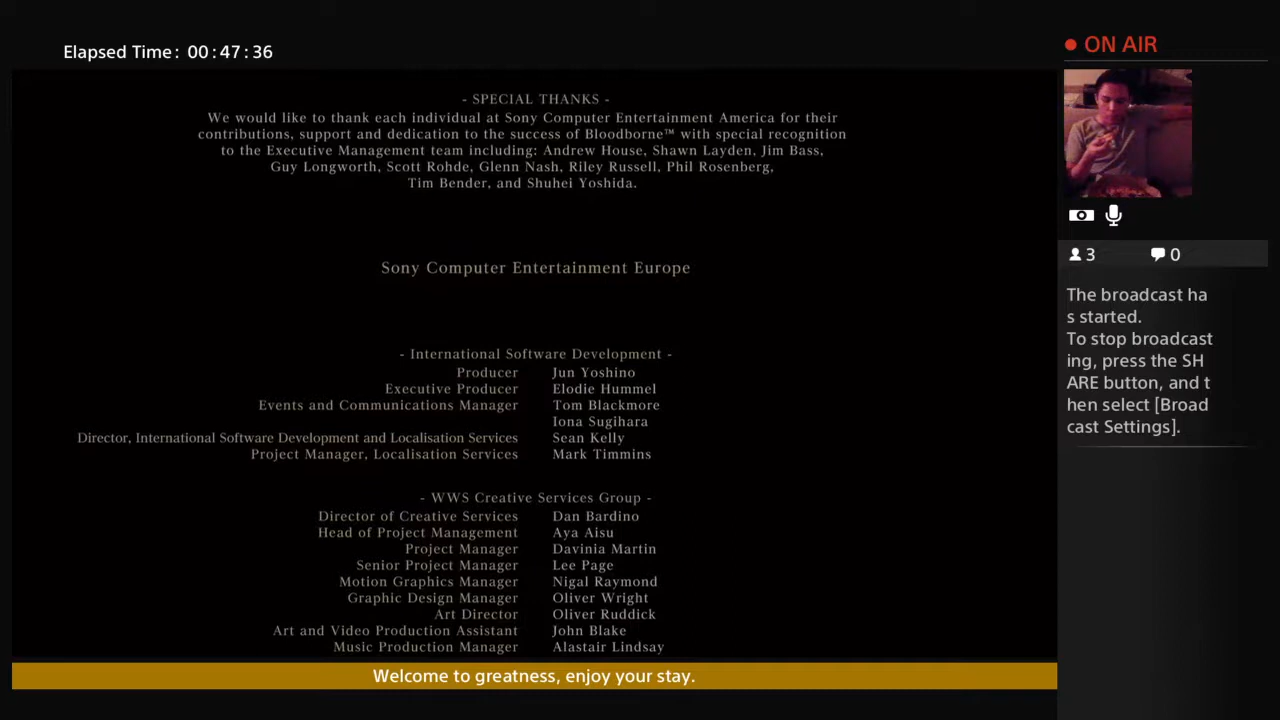 Elapsed Time: 00:47:36
ON AIR
- SPECIAL THANKS -
We would like to thank each individual at Sony Computer Entertainment America for their
contributions, support and dedication to the success of Bloodborne™ with special recognition
to the Executive Management team including: Andrew House, Shawn Layden, Jim Bass,
Guy Longworth, Scott Rohde, Glenn Nash, Riley Russell, Phil Rosenberg,
Tim Bender, and Shuhei Yoshida.
Sony Computer Entertainment Europe
- International Software Development -
Producer Jun Yoshino
Executive Producer Elodie Hummel
Events and Communications Manager Tom Blackmore
Iona Sugihara
Director, International Software Development and Localisation Services Sean Kelly
Project Manager, Localisation Services Mark Timmins
- WWS Creative Services Group -
Director of Creative Services Dan Bardino
Head of Project Management Aya Aisu
Project Manager Davinia Martin
Senior Project Manager Lee Page
Motion Graphics Manager Nigal Raymond
Graphic Design Manager Oliver Wright
Art Director Oliver Ruddick
Art and Video Production Assistant John Blake
Music Production Manager Alastair Lindsay
Welcome to greatness, enjoy your stay.
3 0
The broadcast ha
s started.
To stop broadcast
ing, press the SH
ARE button, and t
hen select [Broad
cast Settings].